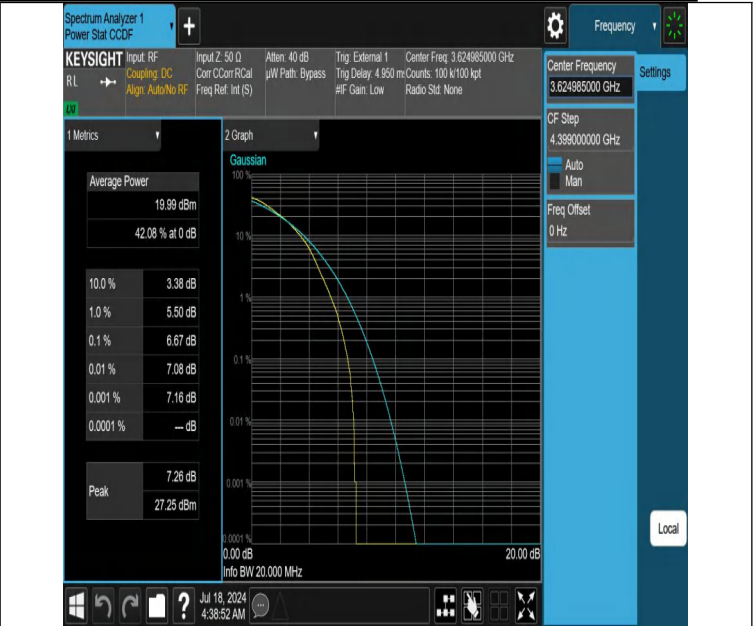 Spectrum Analyzer 1
Power Stat CCDF
Frequency
KEYSIGHT
RL
Input: RF
Coupling: DC
Align: Auto/No RF
Input Z: 50 Ω
Corr CCorr RCal
Freq Ref: Int (S)
Atten: 40 dB
µW Path: Bypass
Trig: External 1
Trig Delay: 4.950 ms
#IF Gain: Low
Center Freq: 3.624985000 GHz
Counts: 100 k/100 kpt
Radio Std: None
1 Metrics
Average Power
19.99 dBm
42.08 % at 0 dB
10.0 % 3.38 dB
1.0 % 5.50 dB
0.1 % 6.67 dB
0.01 % 7.08 dB
0.001 % 7.16 dB
0.0001 % --- dB
Peak
7.26 dB
27.25 dBm
2 Graph
Gaussian
100 %
10 %
1 %
0.1 %
0.01 %
0.001 %
0.0001 %
0.00 dB 20.00 dB
Info BW 20.000 MHz
Center Frequency
3.624985000 GHz
Settings
CF Step
4.399000000 GHz
Auto
Man
Freq Offset
0 Hz
Local
?
Jul 18, 2024
4:38:52 AM